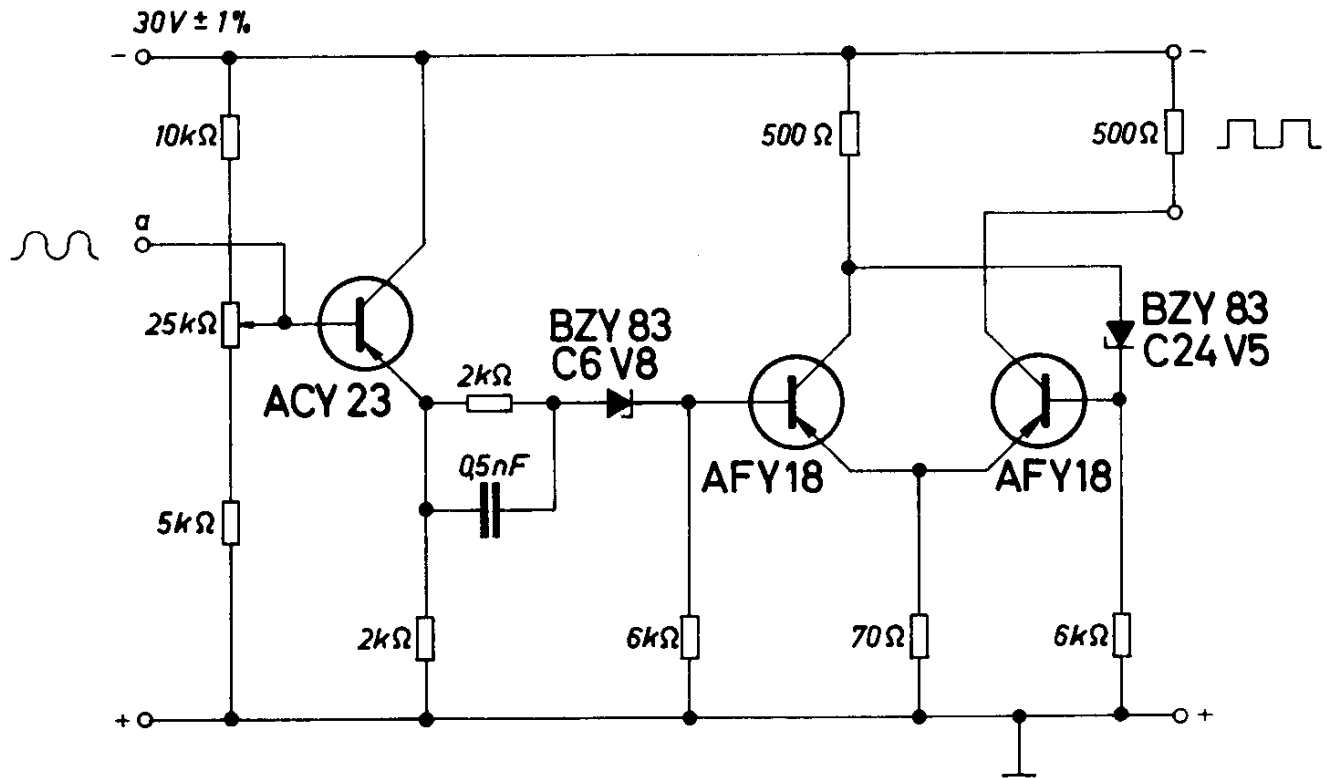 30V ± 1%
-
-
10kΩ
500 Ω
500Ω
a
25kΩ
BZY 83
C6 V8
BZY 83
C24 V5
ACY 23
2kΩ
AFY18
AFY18
0,5nF
5kΩ
2kΩ
6kΩ
70Ω
6kΩ
+
+